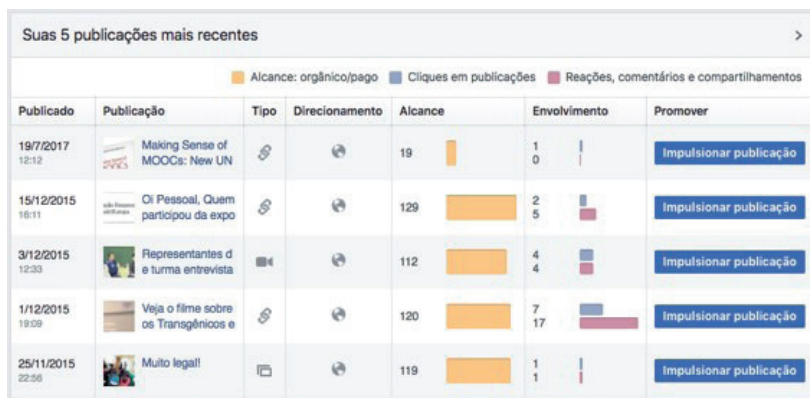 Suas 5 publicações mais recentes
Alcance: orgânico/pago Cliques em publicações Reações, comentários e compartilhamentos
Publicado Publicação Tipo Direcionamento Alcance Envolvimento Promover
19/7/2017 12:12 Making Sense of MOOCs: New UN 19 1 0 Impulsionar publicação
15/12/2015 16:11 Oi Pessoal, Quem participou da expo 129 2 5 Impulsionar publicação
3/12/2015 12:33 Representantes d e turma entrevista 112 4 4 Impulsionar publicação
1/12/2015 19:09 Veja o filme sobre os Transgênicos e 120 7 17 Impulsionar publicação
25/11/2015 22:56 Muito legal! 119 1 1 Impulsionar publicação